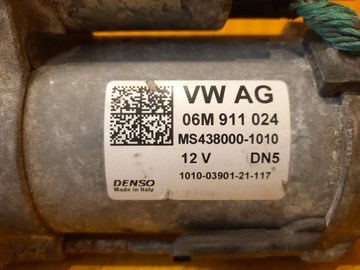 VW AG
06M 911 024
MS438000-1010
12 V DN5
1010-03901-21-117
DENSO
Made in Italy